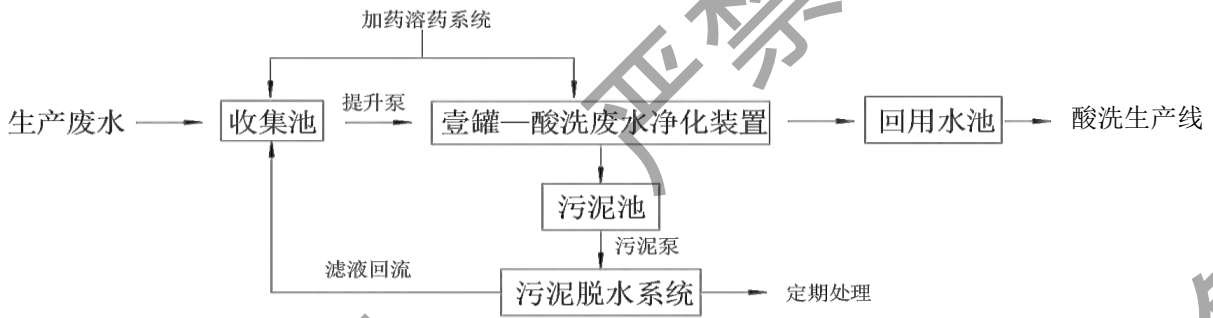 加药溶药系统
生产废水
收集池
提升泵
壹罐—酸洗废水净化装置
回用水池
酸洗生产线
污泥池
污泥泵
滤液回流
污泥脱水系统
定期处理
严禁